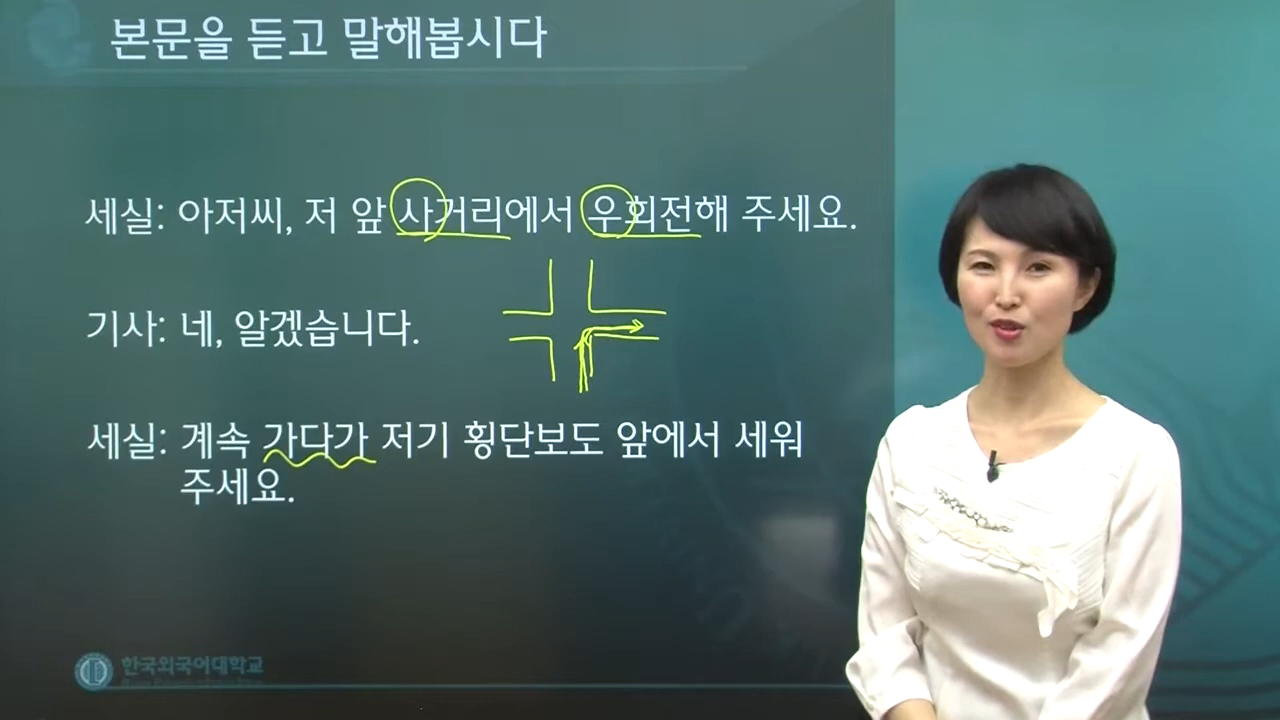 본문을 듣고 말해봅시다
세실: 아저씨, 저 앞 사거리에서 우회전해 주세요.
기사: 네, 알겠습니다.
세실: 계속 가다가 저기 횡단보도 앞에서 세워
주세요.
한국외국어대학교